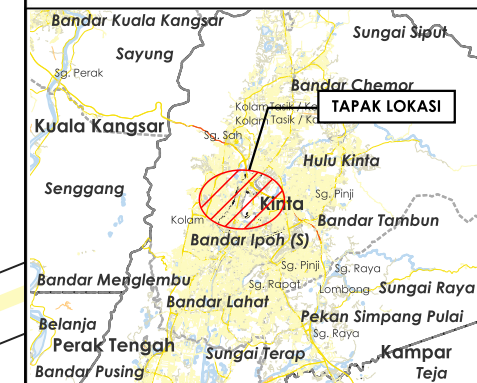 Bandar Kuala Kangsar
Sungai Siput
Sayung
Sg. Perak
Bandar Chemor
Kolam Tasik / Ko
TAPAK LOKASI
Kolam Tasik / Ko
Kuala Kangsar
Sg. Sah
Hulu Kinta
Senggang
Sg. Pinji
Kinta
Kolam
Bandar Tambun
Bandar Ipoh (S)
Sg. Pinji
Sg. Raya
Bandar Menglembu
Sg. Rapat
Lombong
Sungai Raya
Bandar Lahat
Pekan Simpang Pulai
Belanja
Sg. Raya
Perak Tengah
Sungai Terap
Kampar
Bandar Pusing
Teja